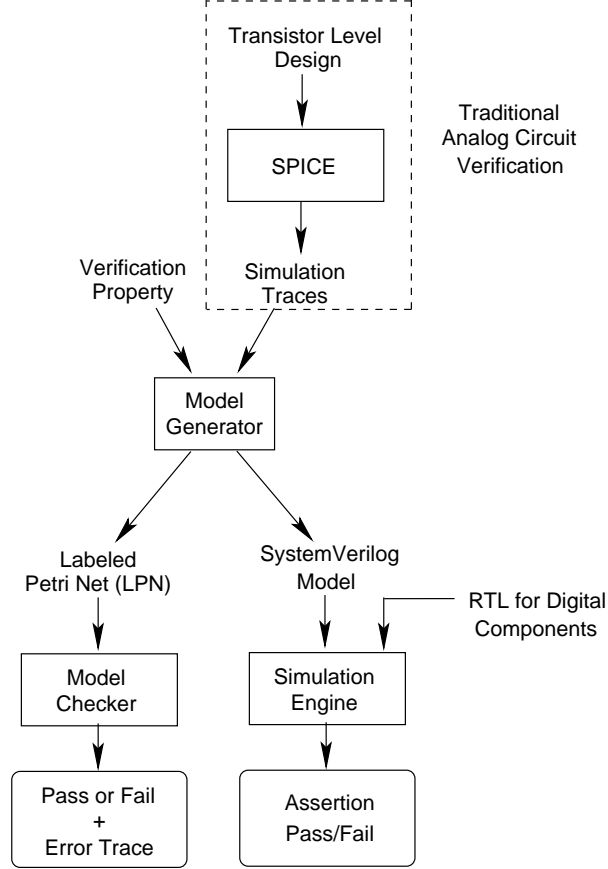 Transistor Level
Design
SPICE
Traditional
Analog Circuit
Verification
Verification
Property
Simulation
Traces
Model
Generator
Labeled
Petri Net (LPN)
SystemVerilog
Model
RTL for Digital
Components
Model
Checker
Simulation
Engine
Pass or Fail
+
Error Trace
Assertion
Pass/Fail